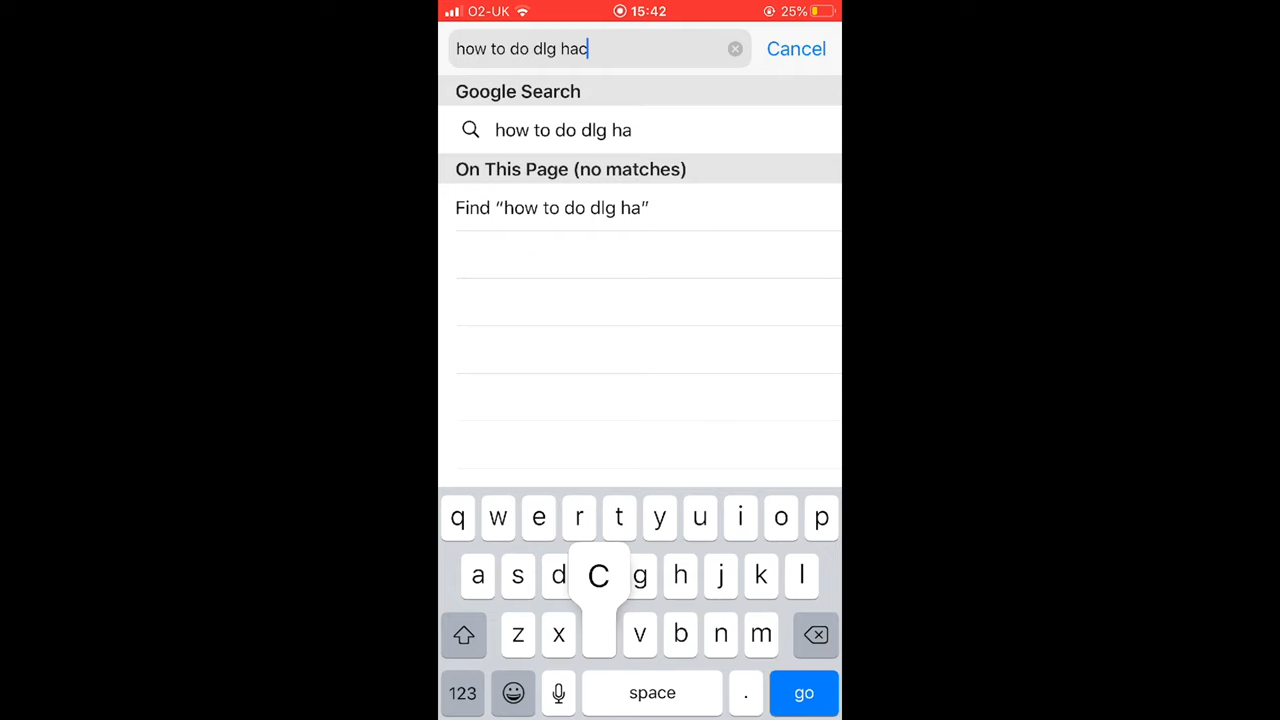 O2-UK 15:42 25%
how to do dlg hac Cancel
Google Search
how to do dlg ha
On This Page (no matches)
Find “how to do dlg ha”
q w e r t y u i o p
a s d C g h j k l
z x v b n m
123 space . go